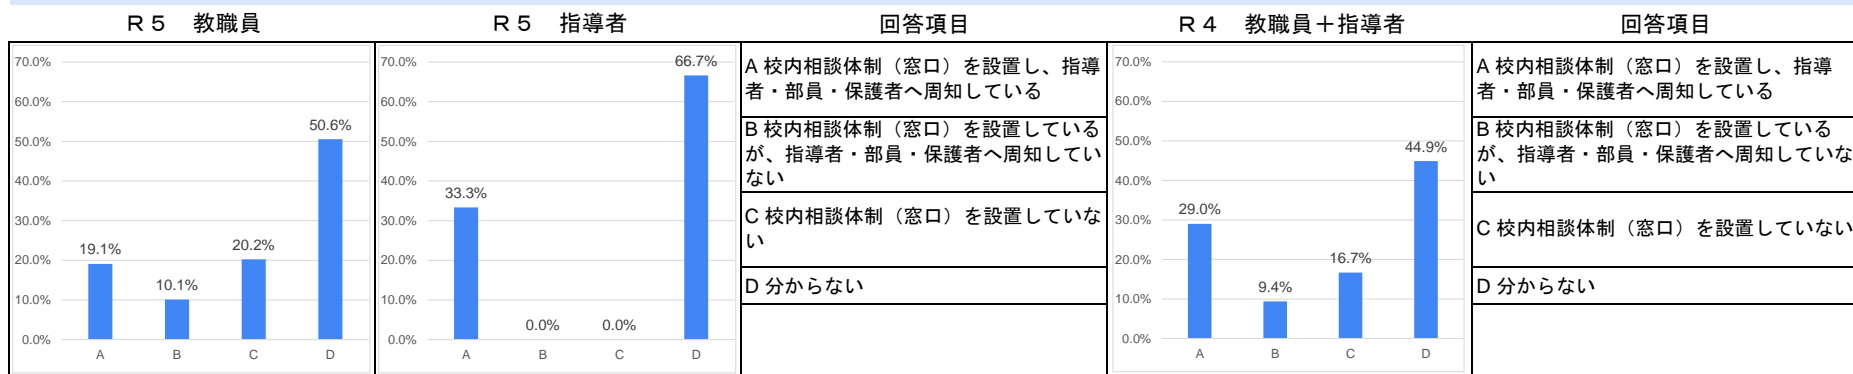 Ｒ５　教職員
Ｒ５　指導者
回答項目
Ｒ４　教職員＋指導者
回答項目
70.0%
60.0%
50.0%
40.0%
30.0%
20.0%
10.0%
0.0%
19.1%
10.1%
20.2%
50.6%
A
B
C
D
70.0%
60.0%
50.0%
40.0%
30.0%
20.0%
10.0%
0.0%
33.3%
0.0%
0.0%
66.7%
A
B
C
D
A 校内相談体制（窓口）を設置し、指導
者・部員・保護者へ周知している
B 校内相談体制（窓口）を設置している
が、指導者・部員・保護者へ周知してい
ない
C 校内相談体制（窓口）を設置していな
い
D 分からない
70.0%
60.0%
50.0%
40.0%
30.0%
20.0%
10.0%
0.0%
29.0%
9.4%
16.7%
44.9%
A
B
C
D
A 校内相談体制（窓口）を設置し、指導
者・部員・保護者へ周知している
B 校内相談体制（窓口）を設置している
が、指導者・部員・保護者へ周知していな
い
C 校内相談体制（窓口）を設置していない
D 分からない